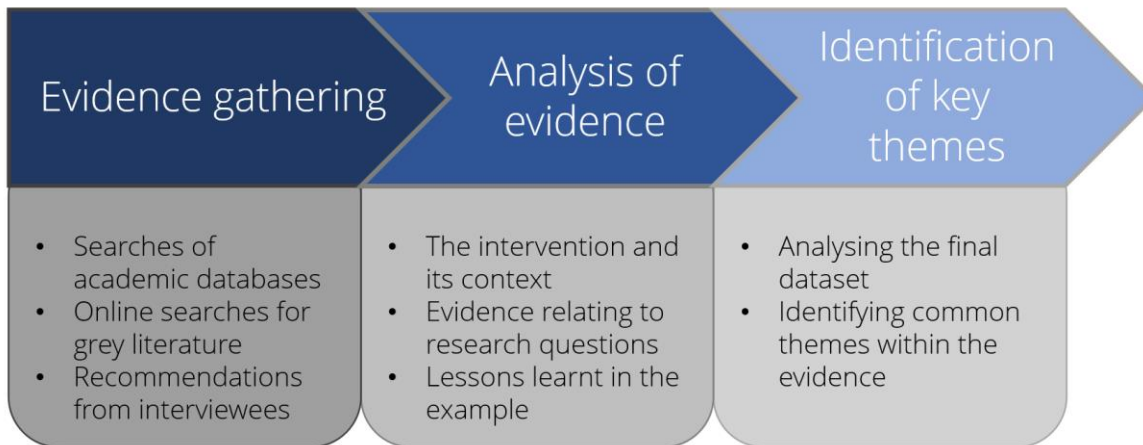 Evidence gathering
Analysis of
evidence
Identification
of key
themes
• Searches of
academic databases
• Online searches for
grey literature
• Recommendations
from interviewees
• The intervention and
its context
• Evidence relating to
research questions
• Lessons learnt in the
example
• Analysing the final
dataset
• Identifying common
themes within the
evidence